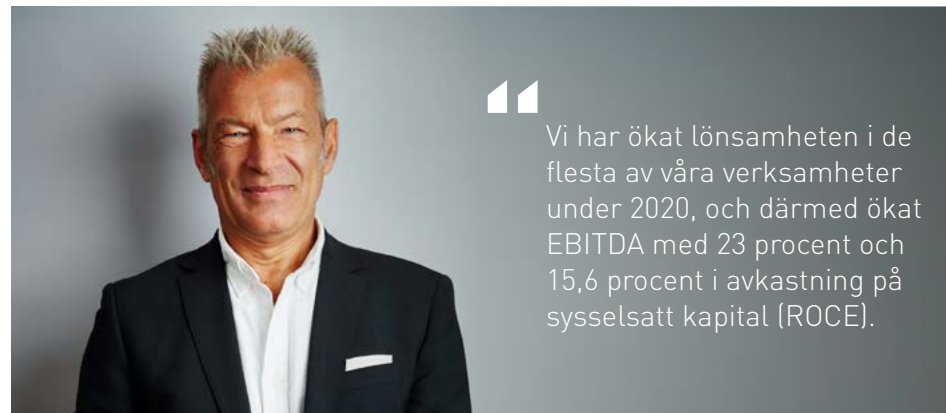 Vi har ökat lönsamheten i de
flesta av våra verksamheter
under 2020, och därmed ökat
EBITDA med 23 procent och
15,6 procent i avkastning på
sysselsatt kapital (ROCE).